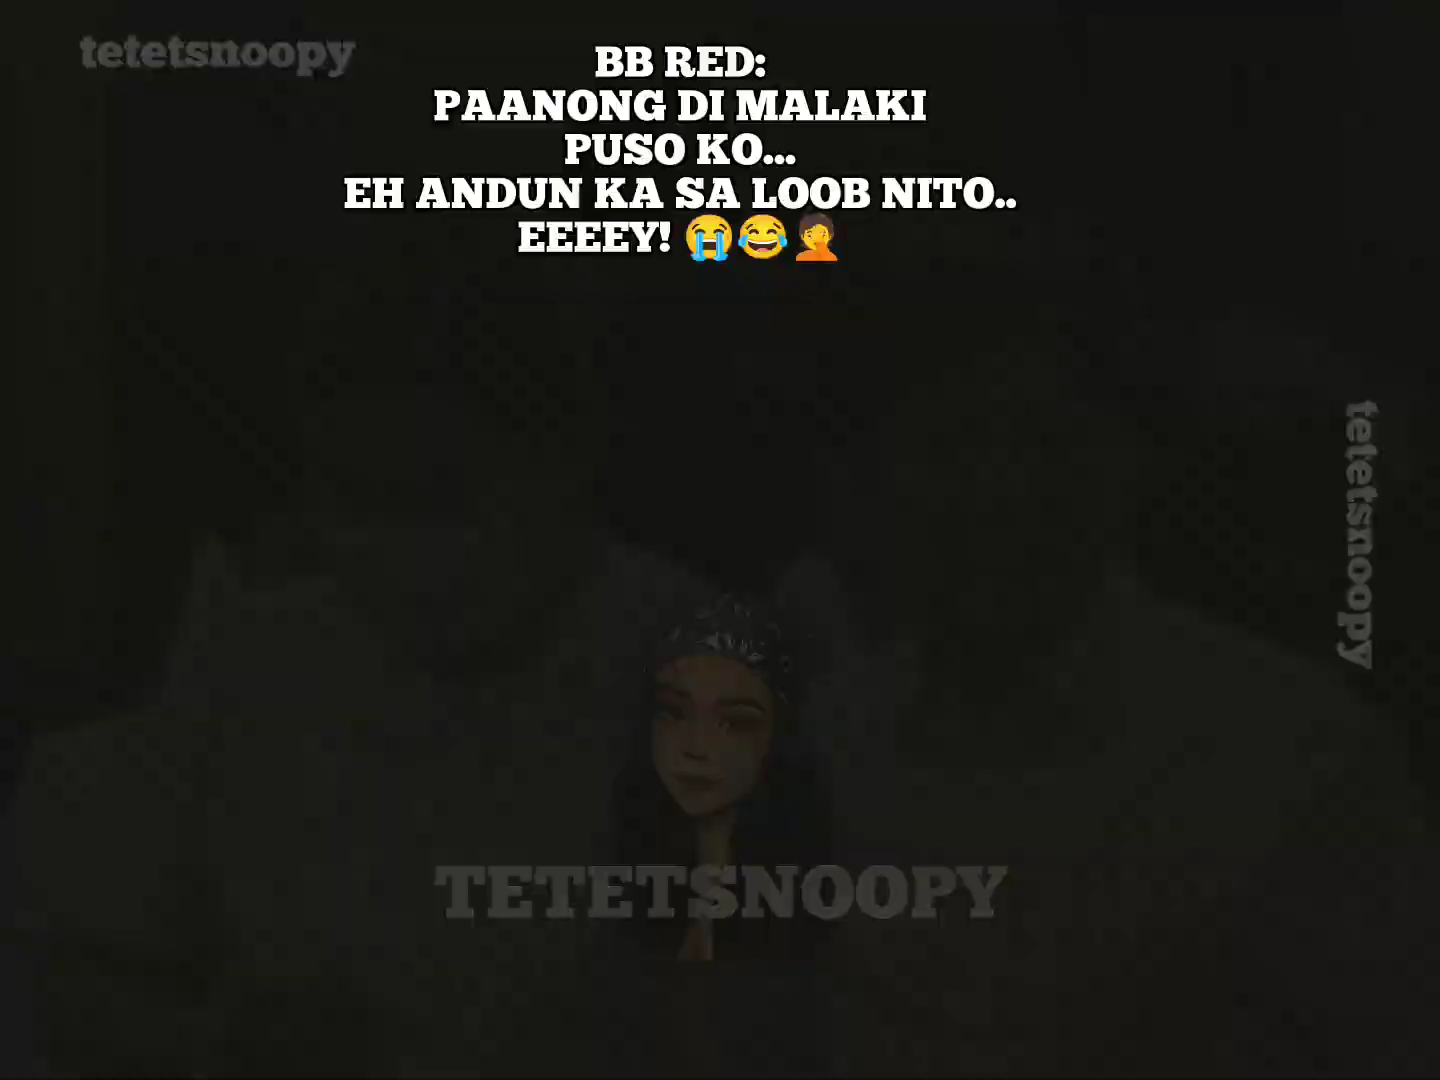 tetetsnoopy
BB RED:
PAANONG DI MALAKI
PUSO KO...
EH ANDUN KA SA LOOB NITO..
EEEEY! 😭😂🤦
tetetsnoopy
TETETSNOOPY